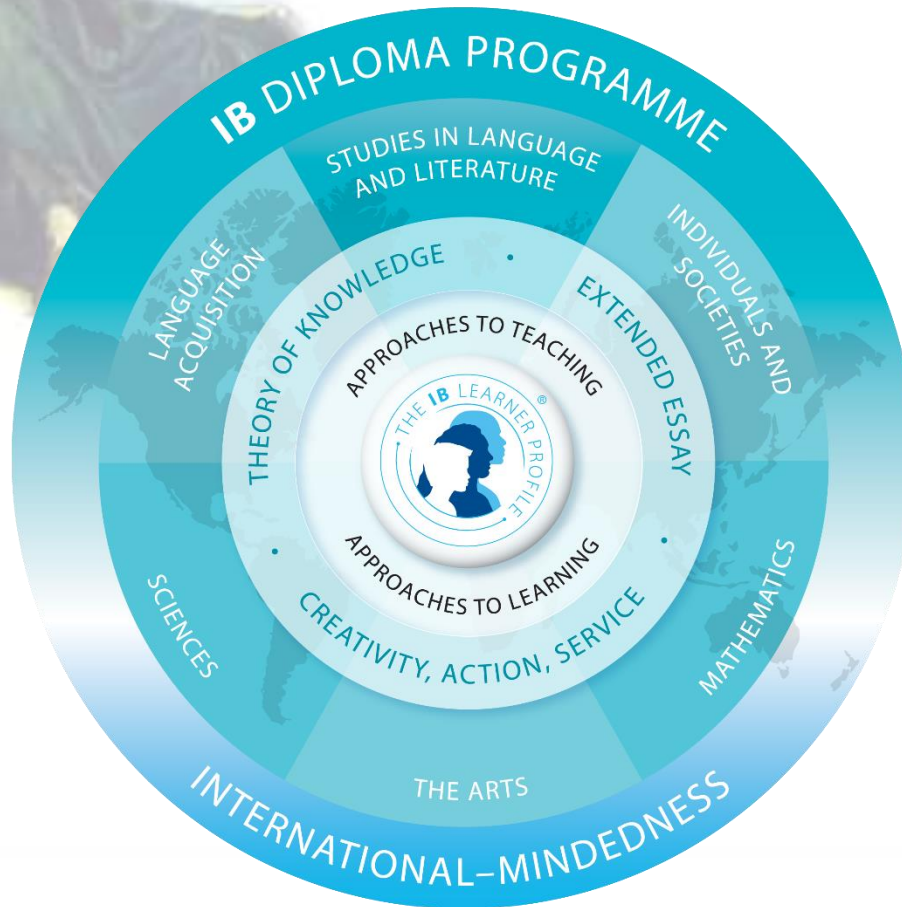 IB DIPLOMA PROGRAMME
STUDIES IN LANGUAGE
AND LITERATURE
LANGUAGE
ACQUISITION
INDIVIDUALS AND
SOCIETIES
THEORY OF KNOWLEDGE ·
EXTENDED ESSAY ·
CREATIVITY, ACTION, SERVICE ·
APPROACHES TO TEACHING
· THE IB LEARNER PROFILE · ®
APPROACHES TO LEARNING
SCIENCES
MATHEMATICS
THE ARTS
INTERNATIONAL–MINDEDNESS